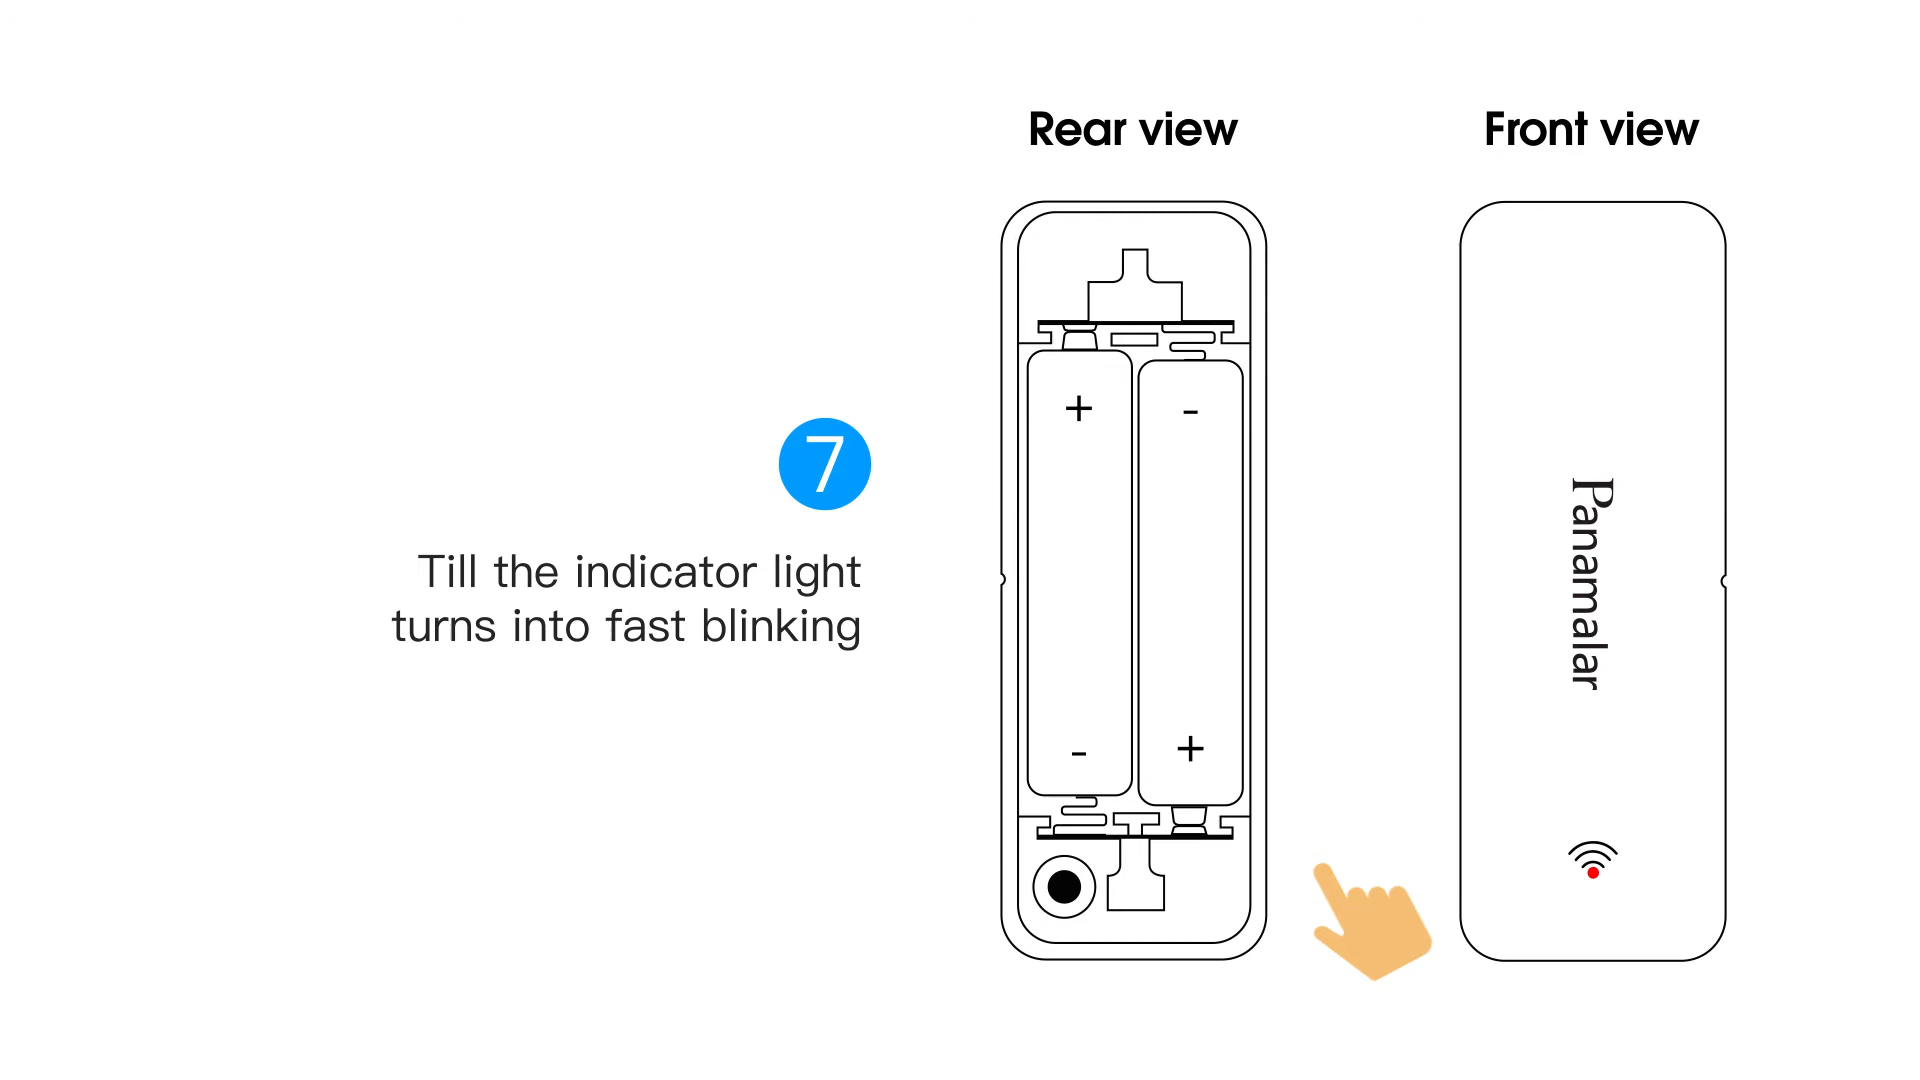 Rear view
Front view
7
Till the indicator light
turns into fast blinking
+
-
-
+
Panamalar